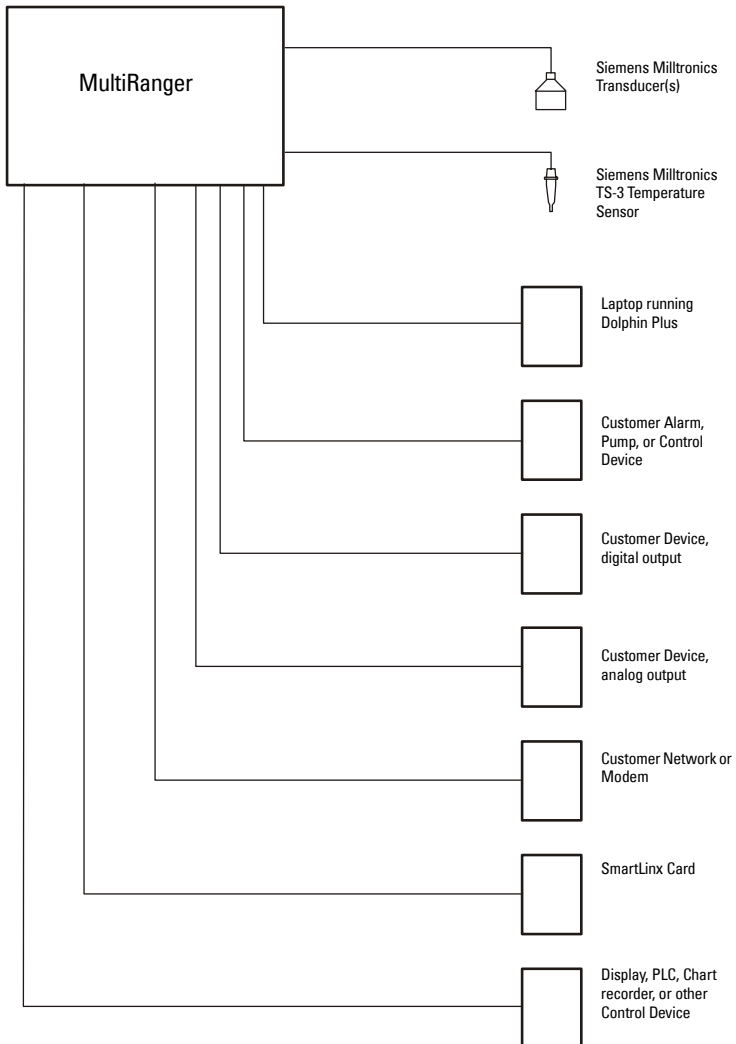 MultiRanger
Siemens Milltronics
Transducer(s)
Siemens Milltronics
TS-3 Temperature
Sensor
Laptop running
Dolphin Plus
Customer Alarm,
Pump, or Control
Device
Customer Device,
digital output
Customer Device,
analog output
Customer Network or
Modem
SmartLinx Card
Display, PLC, Chart
recorder, or other
Control Device